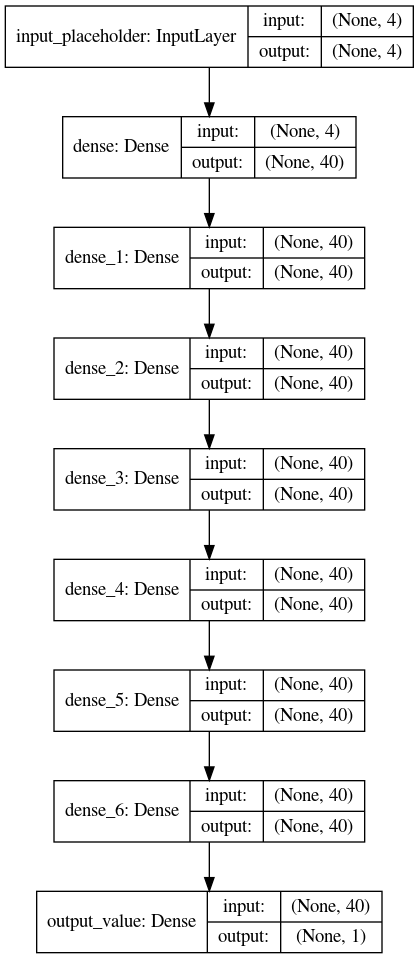 input_placeholder: InputLayer
input: (None, 4)
output: (None, 4)
dense: Dense
input: (None, 4)
output: (None, 40)
dense_1: Dense
input: (None, 40)
output: (None, 40)
dense_2: Dense
input: (None, 40)
output: (None, 40)
dense_3: Dense
input: (None, 40)
output: (None, 40)
dense_4: Dense
input: (None, 40)
output: (None, 40)
dense_5: Dense
input: (None, 40)
output: (None, 40)
dense_6: Dense
input: (None, 40)
output: (None, 40)
output_value: Dense
input: (None, 40)
output: (None, 1)